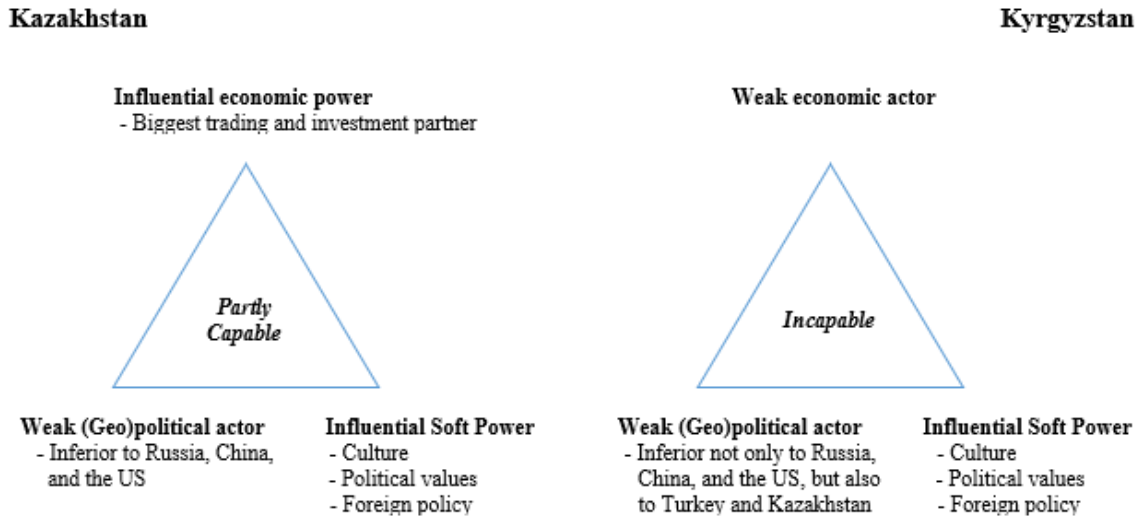 Kazakhstan
Kyrgyzstan
Influential economic power
- Biggest trading and investment partner
Weak economic actor
Partly
Capable
Incapable
Weak (Geo)political actor
- Inferior to Russia, China,
and the US
Influential Soft Power
- Culture
- Political values
- Foreign policy
Weak (Geo)political actor
- Inferior not only to Russia,
China, and the US, but also
to Turkey and Kazakhstan
Influential Soft Power
- Culture
- Political values
- Foreign policy